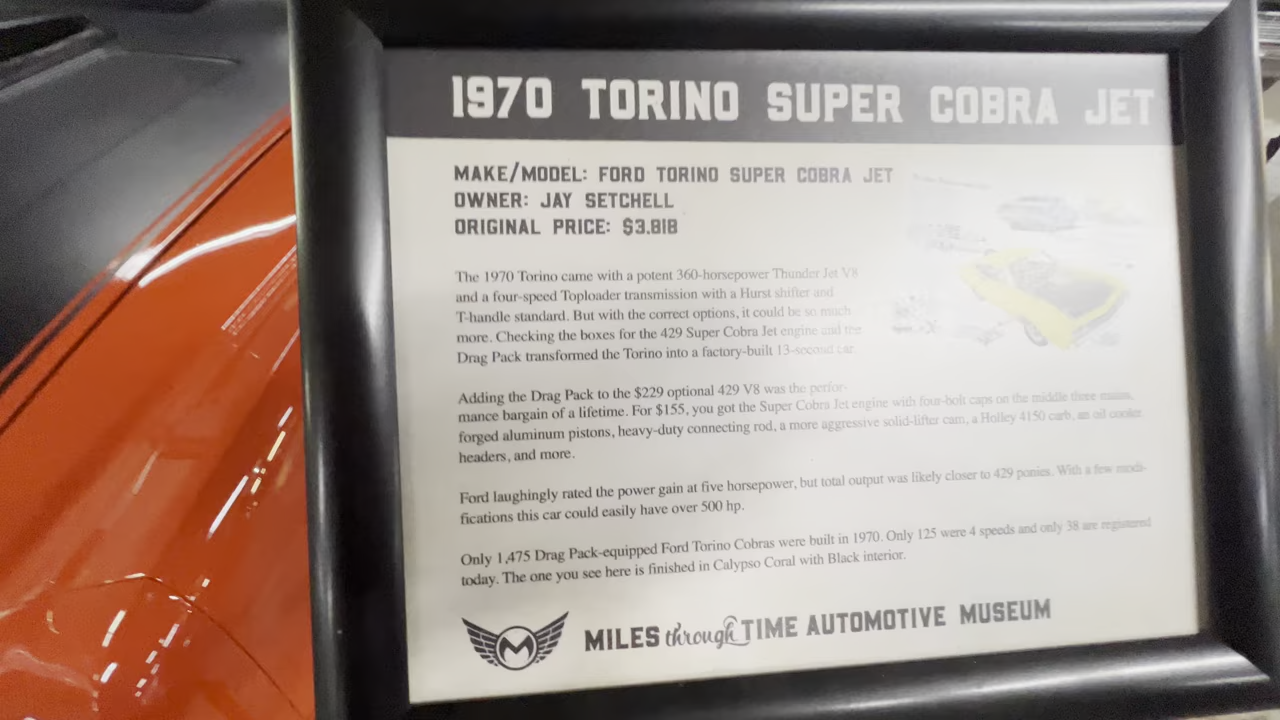 1970 TORINO SUPER COBRA JET
MAKE/MODEL: FORD TORINO SUPER COBRA JET
OWNER: JAY SETCHELL
ORIGINAL PRICE: $3,818
The 1970 Torino came with a potent 360-horsepower Thunder Jet V8
and a four-speed Toploader transmission with a Hurst shifter and
T-handle standard. But with the correct options, it could be so much
more. Checking the boxes for the 429 Super Cobra Jet engine and the
Drag Pack transformed the Torino into a factory-built 13-second car.
Adding the Drag Pack to the $229 optional 429 V8 was the perfor-
mance bargain of a lifetime. For $155, you got the Super Cobra Jet engine with four-bolt caps on the middle three mains,
forged aluminum pistons, heavy-duty connecting rod, a more aggressive solid-lifter cam, a Holley 4150 carb, an oil cooler
headers, and more.
Ford laughingly rated the power gain at five horsepower, but total output was likely closer to 429 ponies. With a few modi-
fications this car could easily have over 500 hp.
Only 1,475 Drag Pack-equipped Ford Torino Cobras were built in 1970. Only 125 were 4 speeds and only 38 are registered
today. The one you see here is finished in Calypso Coral with Black interior.
MILES through TIME AUTOMOTIVE MUSEUM